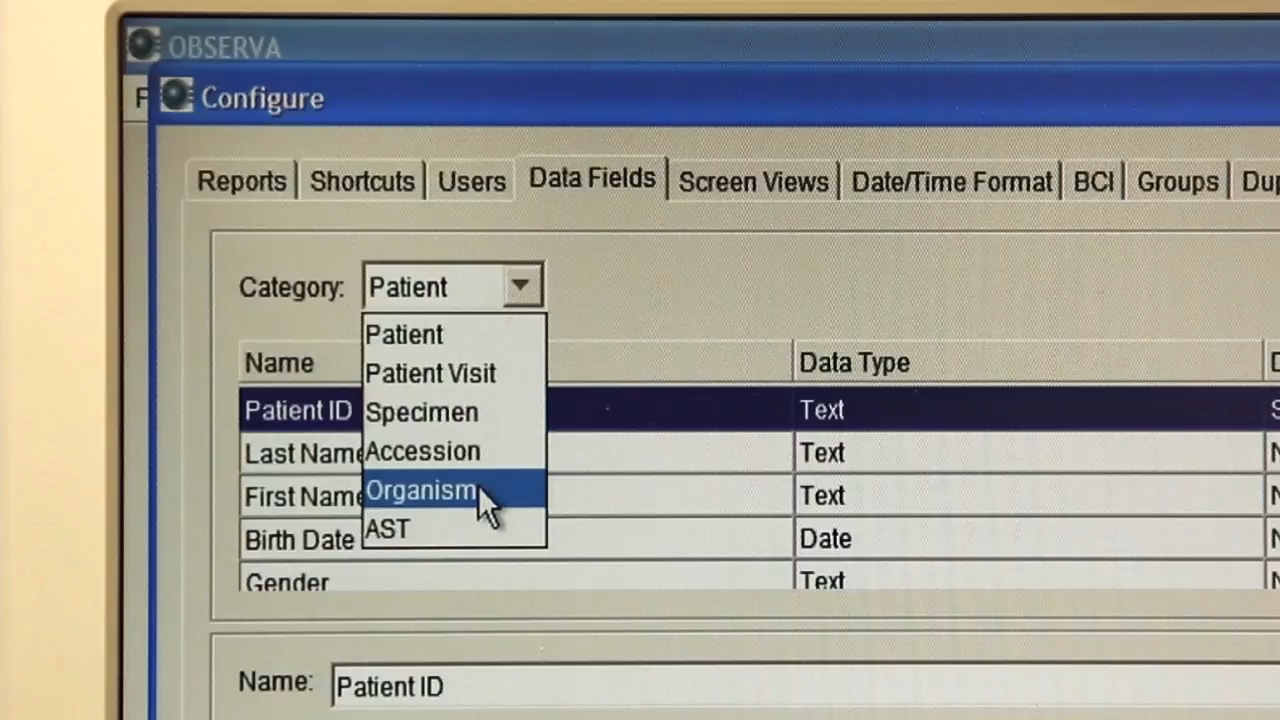 OBSERVA
Configure
Reports Shortcuts Users Data Fields Screen Views Date/Time Format BCI Groups
Category: Patient
Patient
Patient Visit
Specimen
Accession
Organism
AST
Name Data Type
Patient ID Text
Last Name Text
First Name Text
Birth Date Date
Gender Text
Name: Patient ID